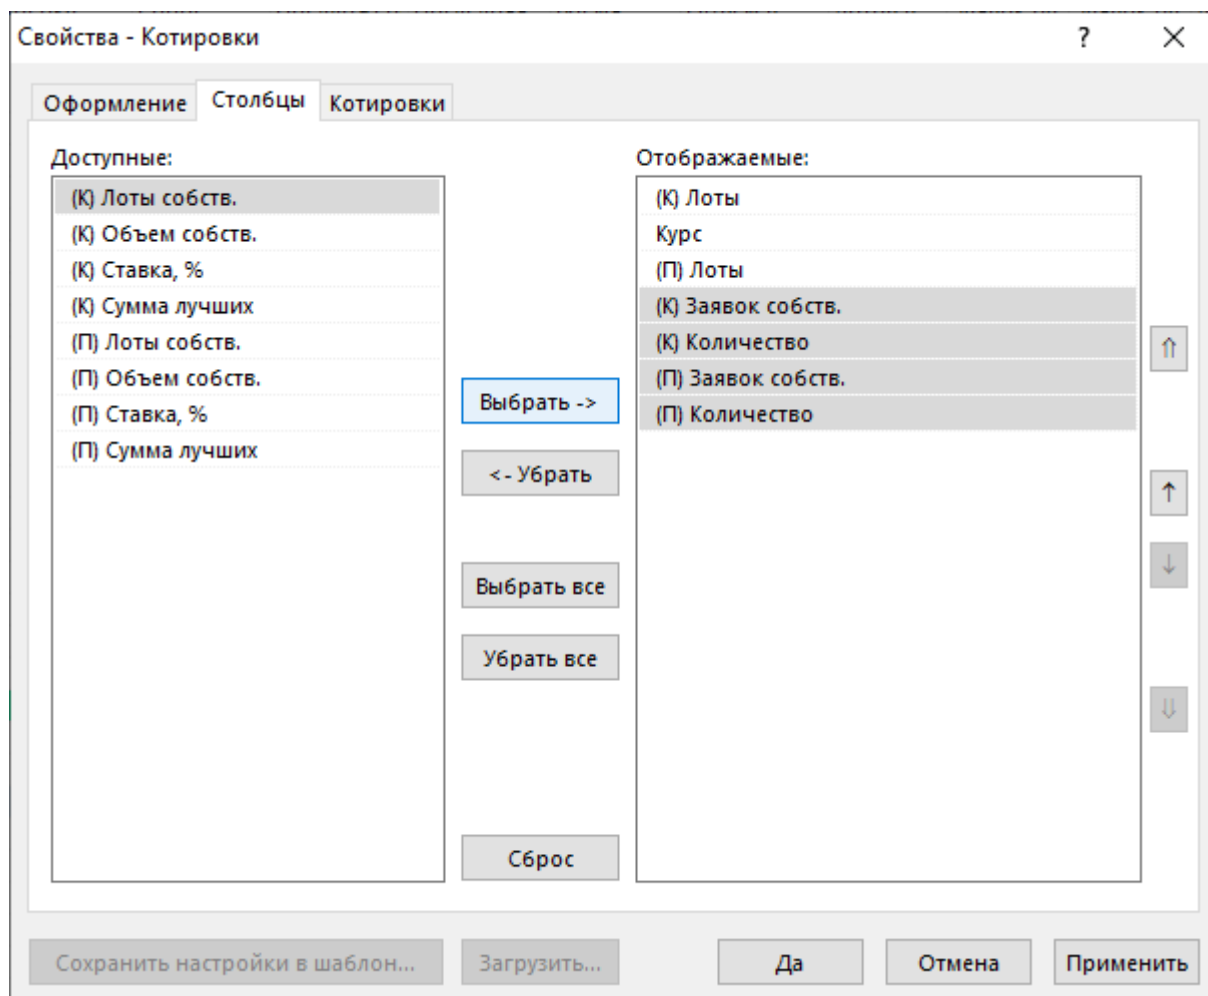 Свойства - Котировки
?
Оформление
Столбцы
Котировки
Доступные:
(К) Лоты собств.
(К) Объем собств.
(К) Ставка, %
(К) Сумма лучших
(П) Лоты собств.
(П) Объем собств.
(П) Ставка, %
(П) Сумма лучших
Выбрать ->
<- Убрать
Выбрать все
Убрать все
Сброс
Отображаемые:
(К) Лоты
Курс
(П) Лоты
(К) Заявок собств.
(К) Количество
(П) Заявок собств.
(П) Количество
Сохранить настройки в шаблон...
Загрузить...
Да
Отмена
Применить